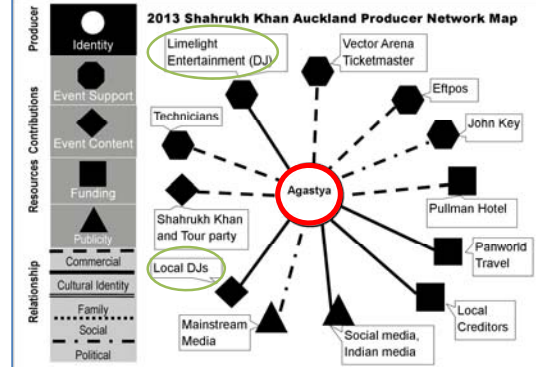 2013 Shahrukh Khan Auckland Producer Network Map
Producer
Identity
Resources Contributions
Event Support
Event Content
Funding
Publicity
Relationship
Commercial
Cultural Identity
Family
Social
Political
Limelight
Entertainment (DJ)
Vector Arena
Ticketmaster
Eftpos
John Key
Technicians
Agastya
Pullman Hotel
Shahrukh Khan
and Tour party
Panworld
Travel
Local DJs
Local
Creditors
Mainstream
Media
Social media,
Indian media